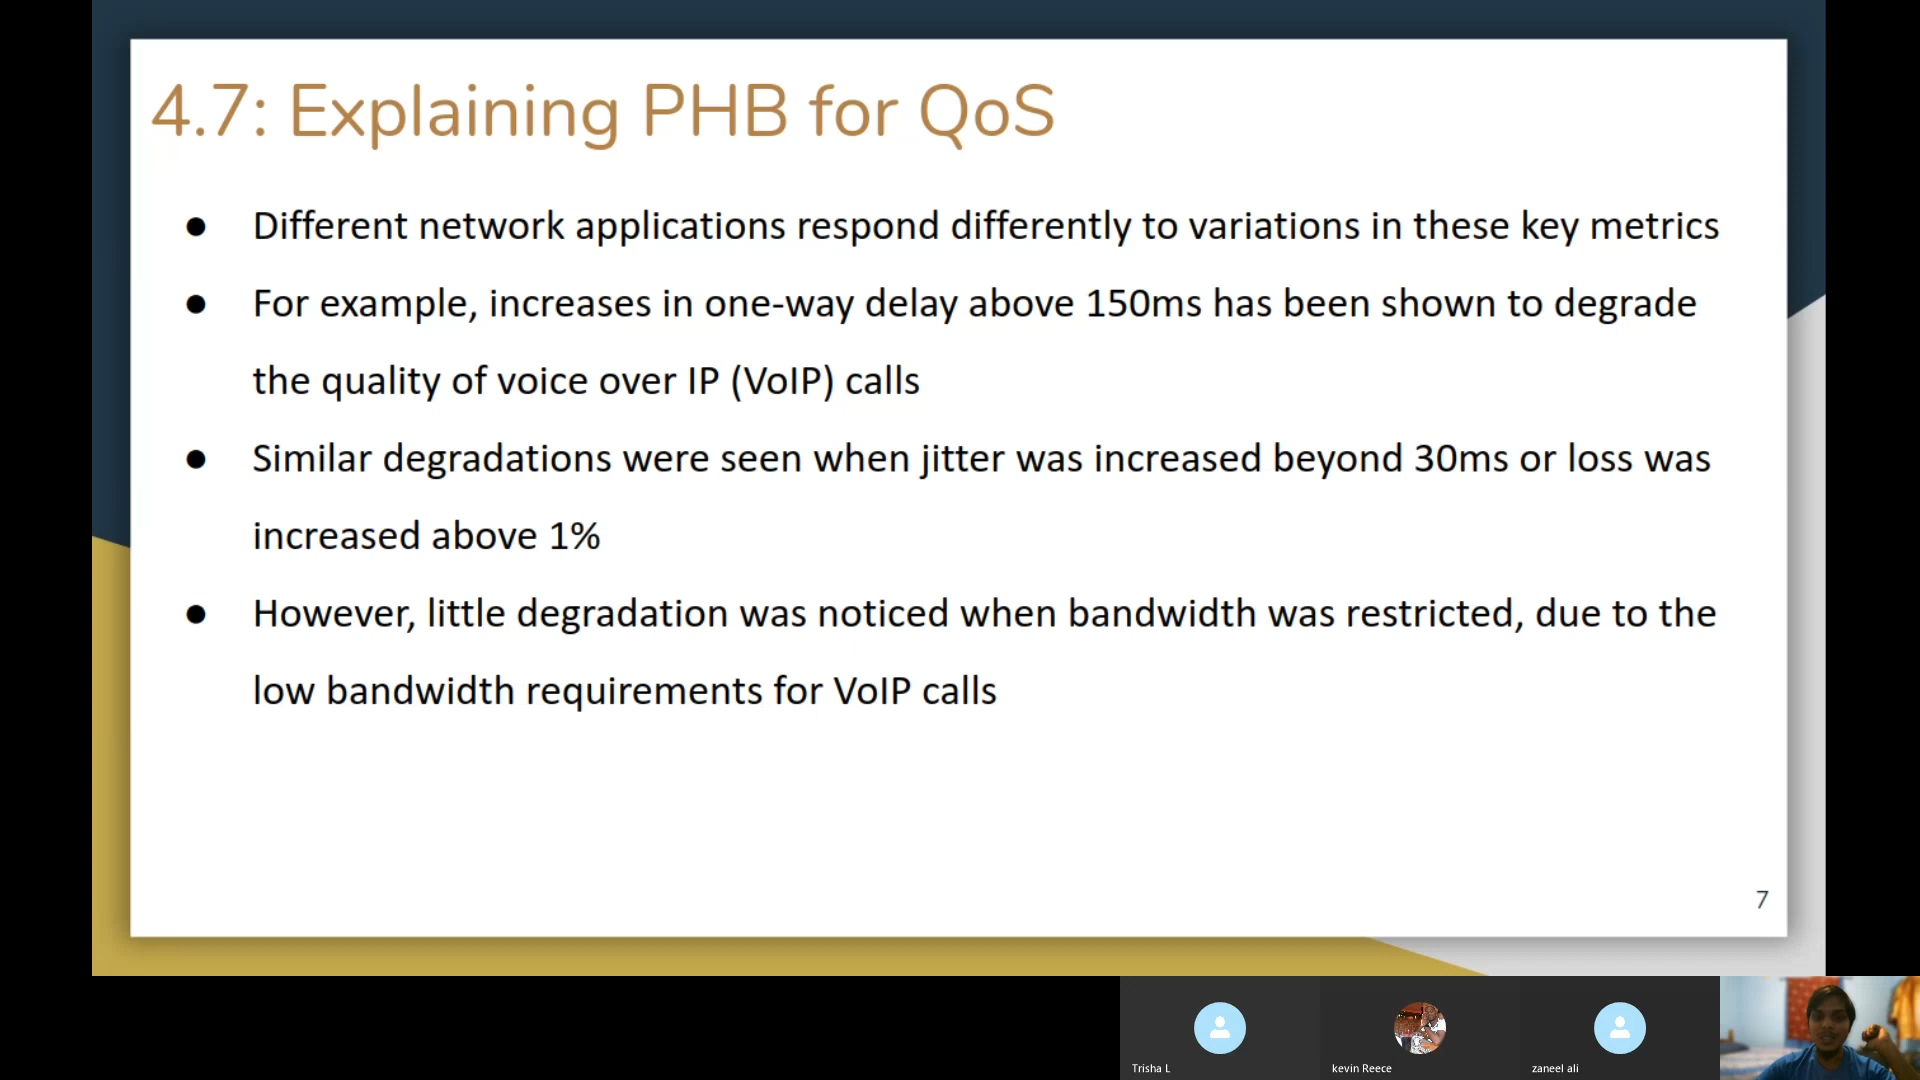 4.7: Explaining PHB for QoS
● Different network applications respond differently to variations in these key metrics
● For example, increases in one-way delay above 150ms has been shown to degrade
the quality of voice over IP (VoIP) calls
● Similar degradations were seen when jitter was increased beyond 30ms or loss was
increased above 1%
● However, little degradation was noticed when bandwidth was restricted, due to the
low bandwidth requirements for VoIP calls
7
Trisha L
kevin Reece
zaneel ali